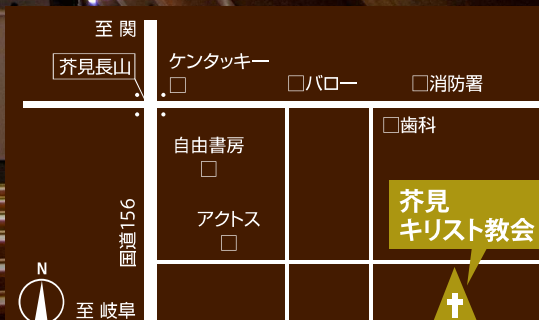 至 関
芥見長山
ケンタッキー
バロー
消防署
歯科
自由書房
アクトス
国道156
芥見
キリスト教会
N
至 岐阜